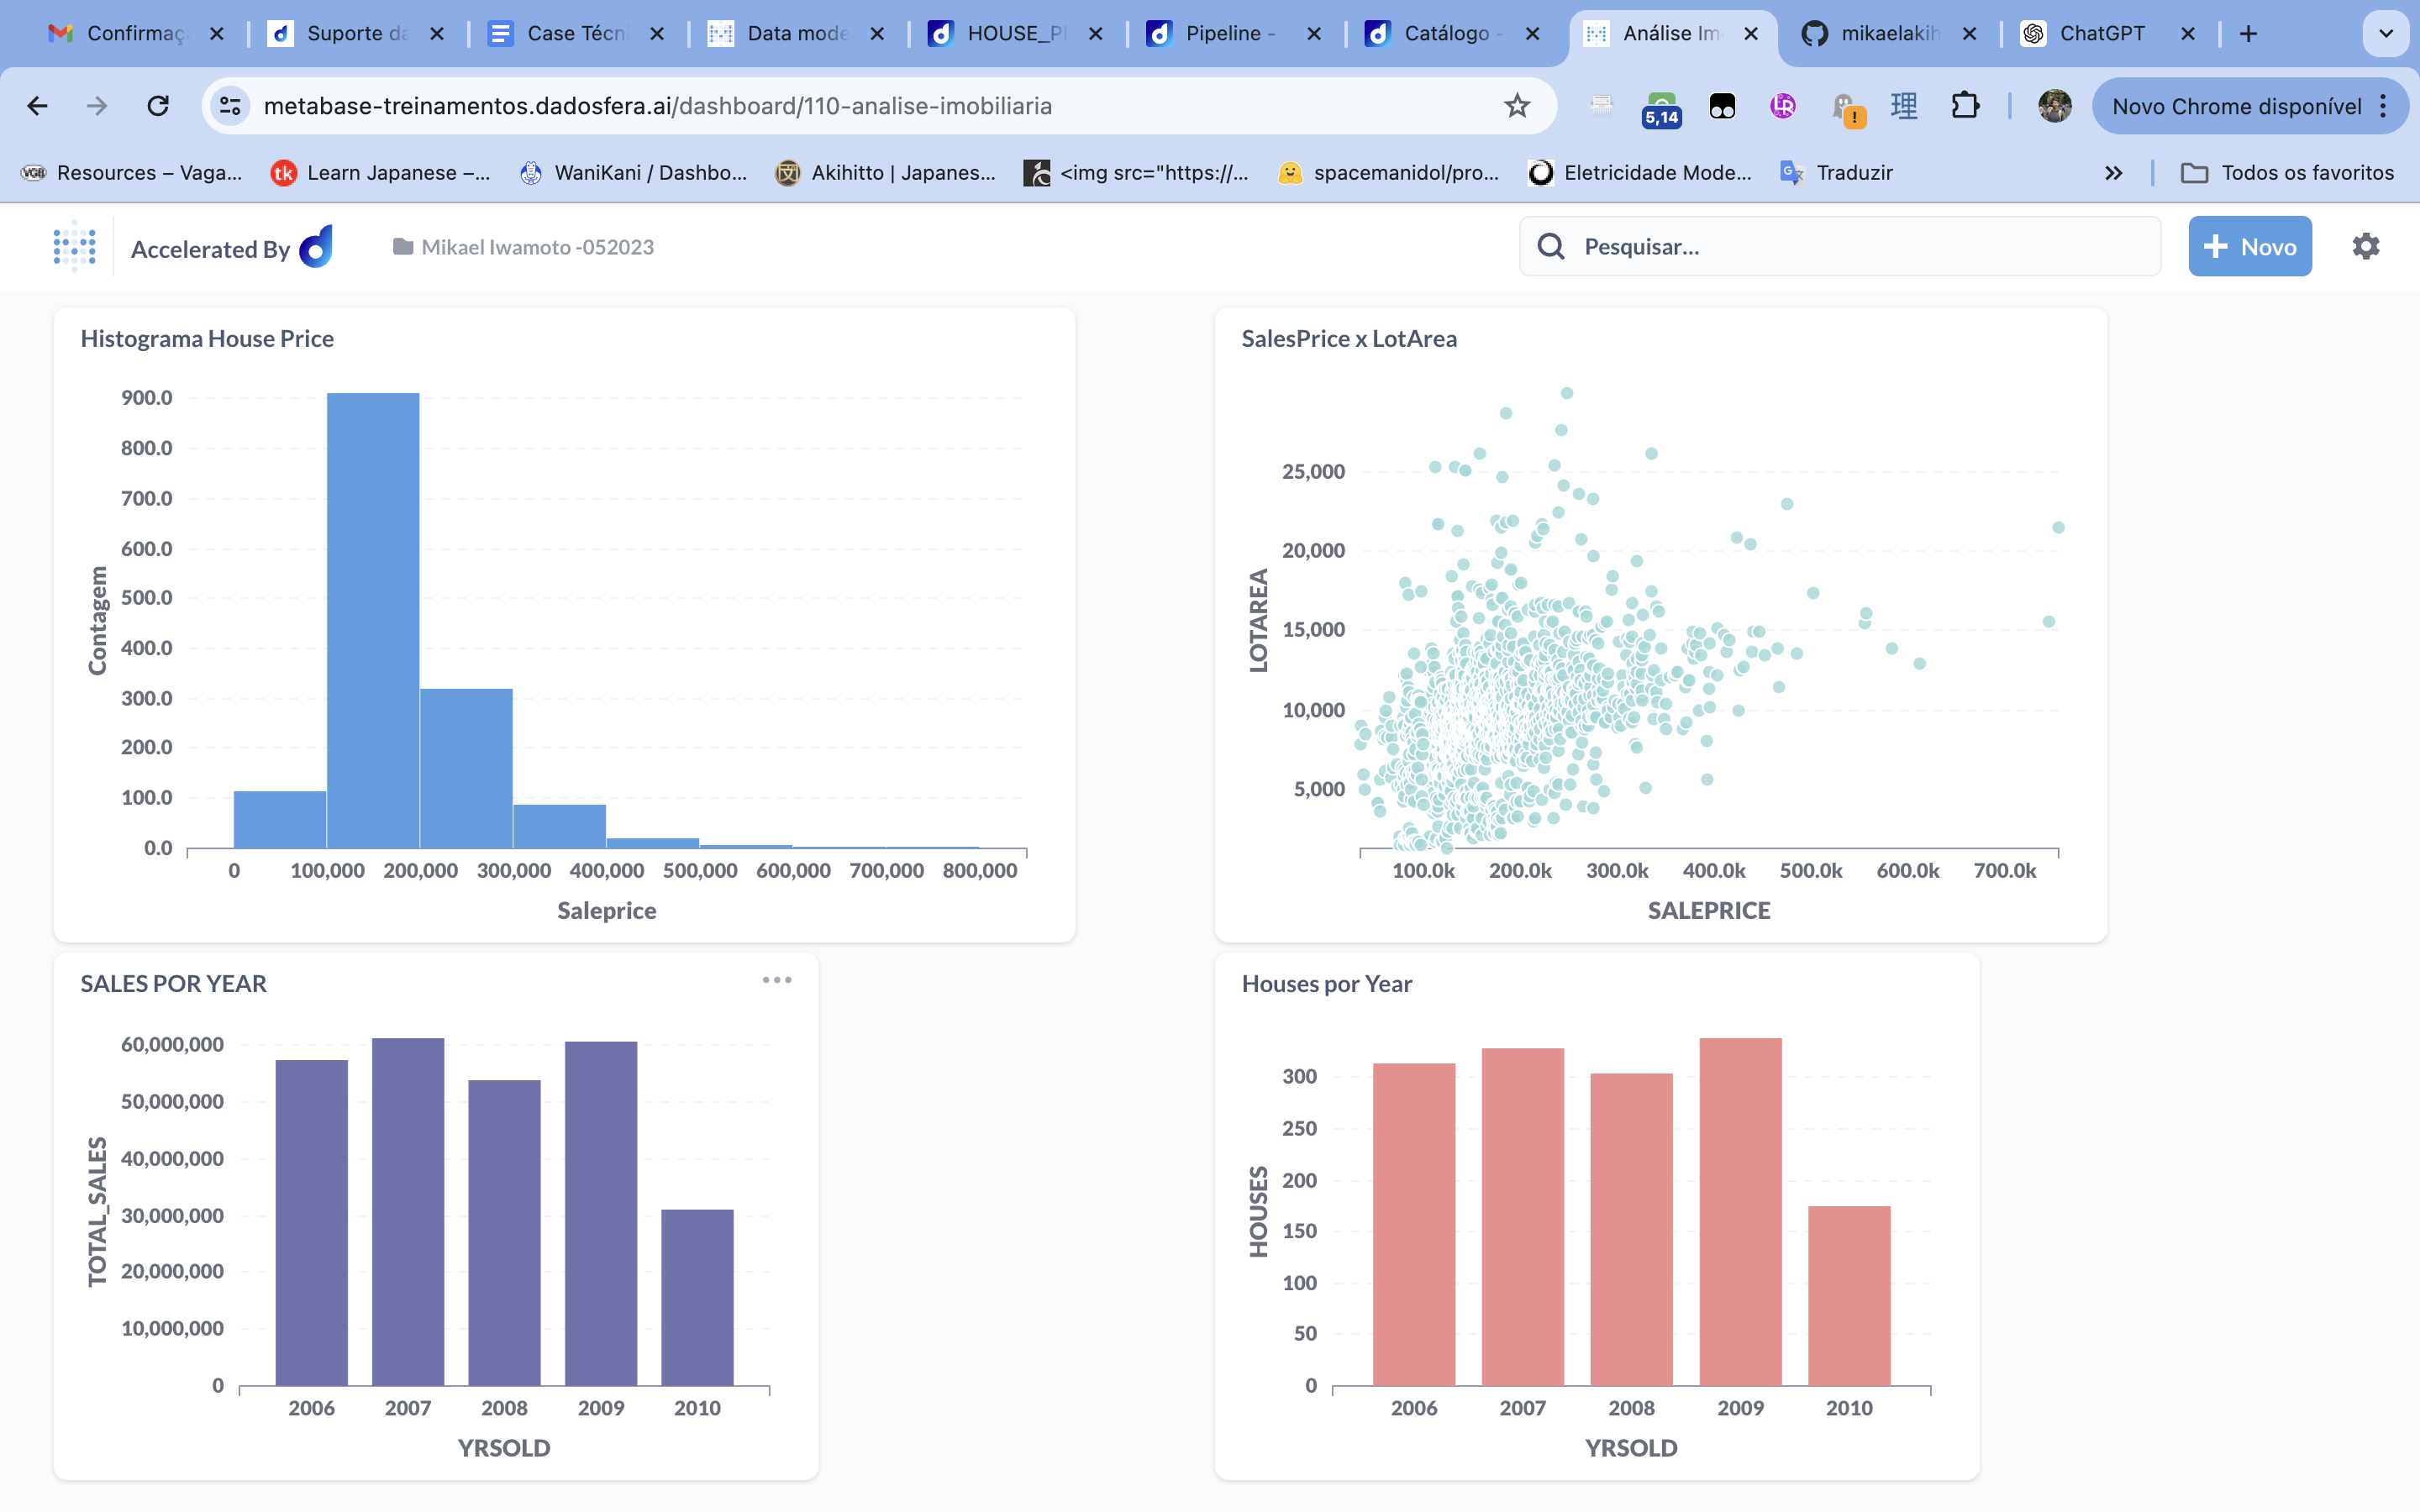 Confirmaç
Suporte da
Case Técni
Data mode
HOUSE_P
Pipeline -
Catálogo -
Análise Im
mikaelakih
ChatGPT
metabase-treinamentos.dadosfera.ai/dashboard/110-analise-imobiliaria
5,14
LR
!
理
Novo Chrome disponível
Resources – Vaga...
tk Learn Japanese –...
WaniKani / Dashbo...
Akihitto | Japanes...
<img src="https://...
spacemanidol/pro...
Eletricidade Mode...
Traduzir
Todos os favoritos
Accelerated By
Mikael Iwamoto -052023
Pesquisar...
Novo
Histograma House Price
900.0
800.0
700.0
600.0
500.0
400.0
300.0
200.0
100.0
0.0
Contagem
0 100,000 200,000 300,000 400,000 500,000 600,000 700,000 800,000
Saleprice
SalesPrice x LotArea
25,000
20,000
15,000
10,000
5,000
LOTAREA
100.0k 200.0k 300.0k 400.0k 500.0k 600.0k 700.0k
SALEPRICE
SALES POR YEAR
60,000,000
50,000,000
40,000,000
30,000,000
20,000,000
10,000,000
0
TOTAL_SALES
2006 2007 2008 2009 2010
YRSOLD
Houses por Year
300
250
200
150
100
50
0
HOUSES
2006 2007 2008 2009 2010
YRSOLD